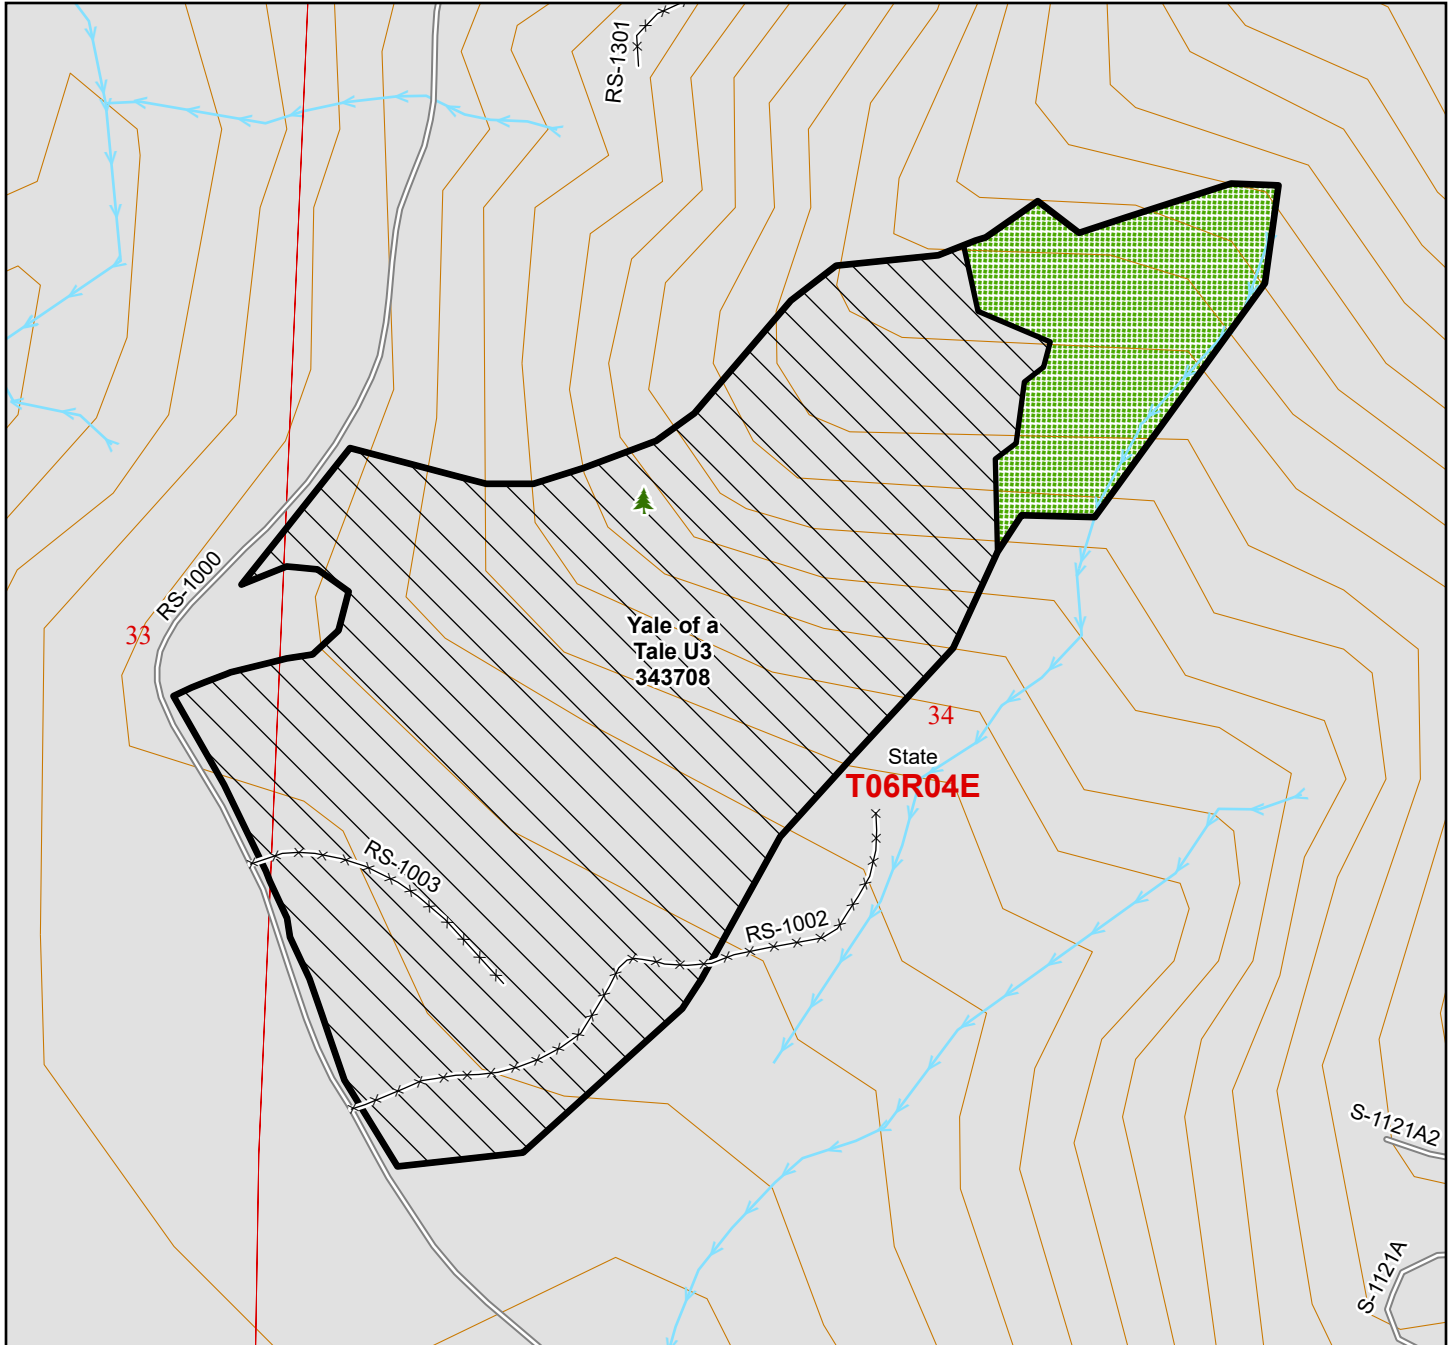 RS-1301
RS-1000
33
Yale of a
Tale U3
343708
34
State
T06R04E
RS-1003
RS-1002
S-1121A2
S-1121A